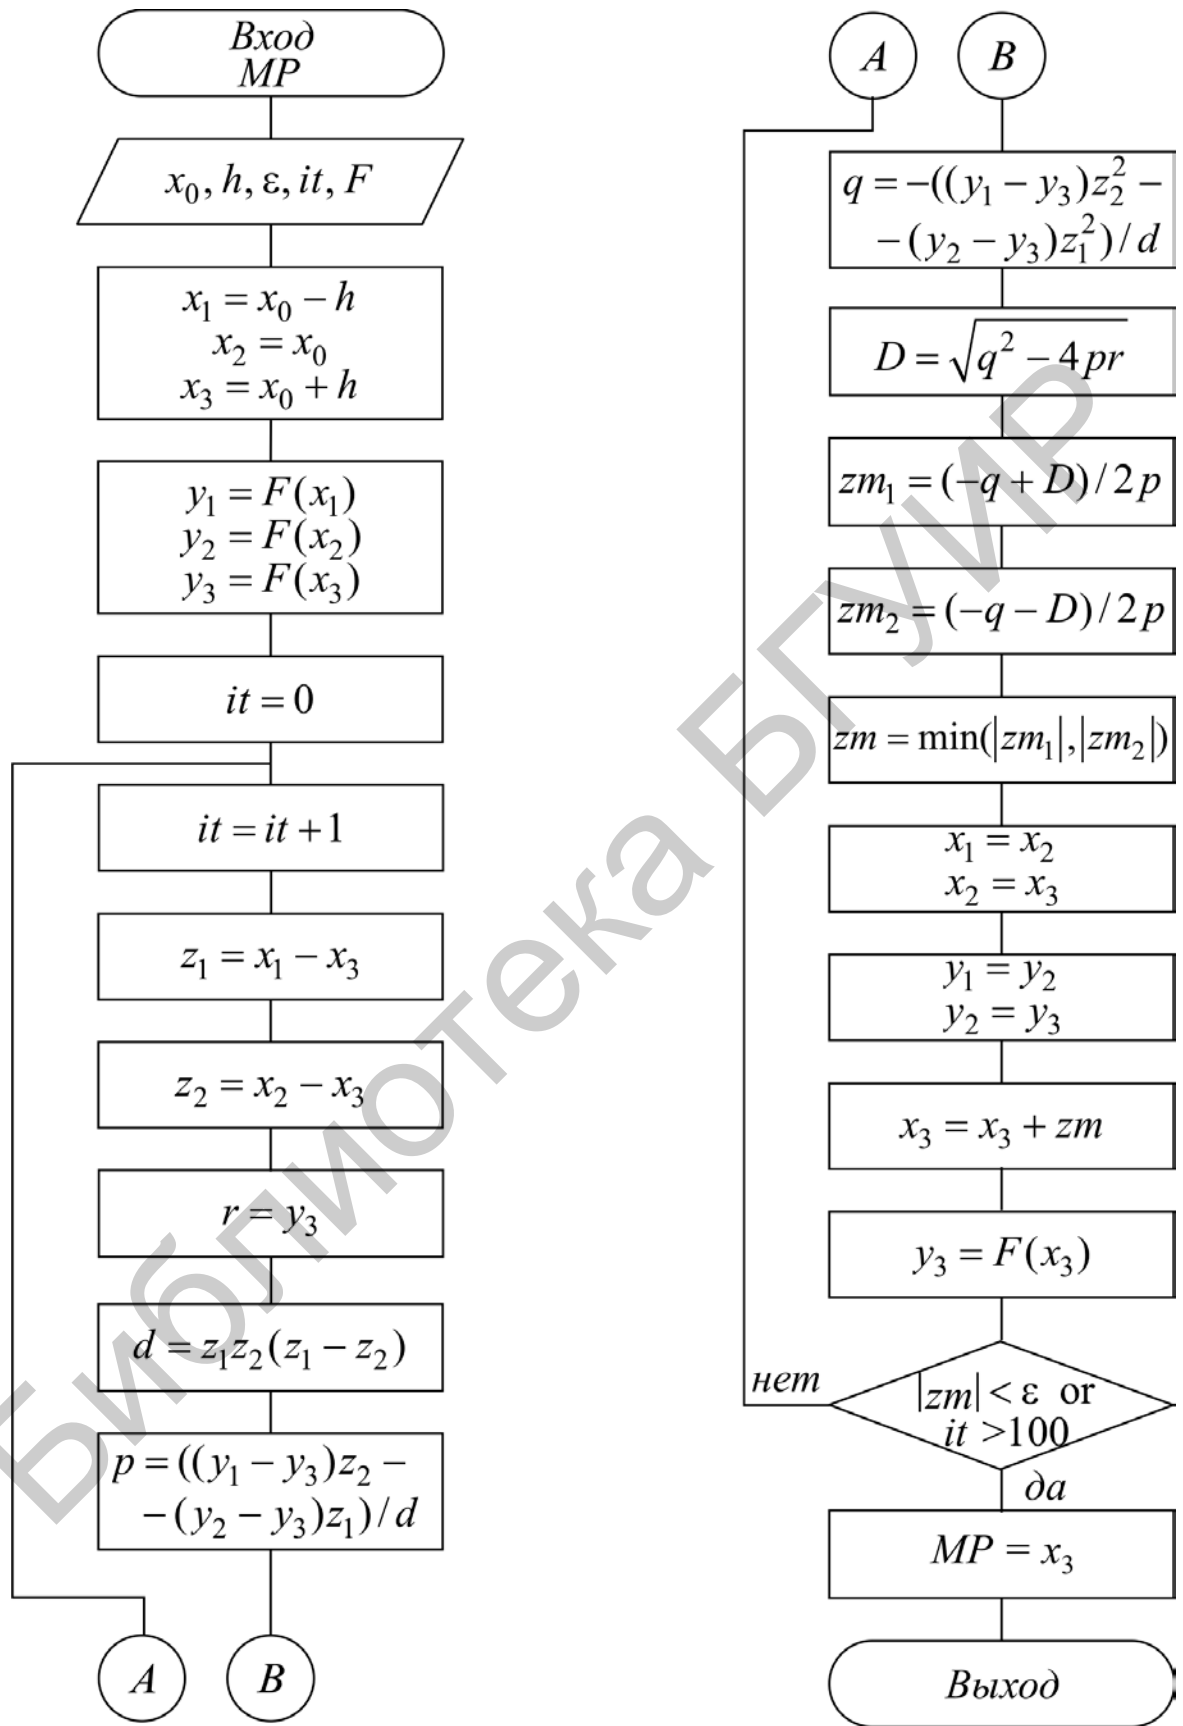 Вход
МР
x₀, h, ε, it, F
x₁ = x₀ − h
x₂ = x₀
x₃ = x₀ + h
y₁ = F(x₁)
y₂ = F(x₂)
y₃ = F(x₃)
it = 0
it = it + 1
z₁ = x₁ − x₃
z₂ = x₂ − x₃
r = y₃
d = z₁z₂(z₁ − z₂)
p = ((y₁ − y₃)z₂ −
− (y₂ − y₃)z₁)/d
A
B
A
B
q = −((y₁ − y₃)z₂² −
− (y₂ − y₃)z₁²)/d
D = √(q² − 4pr)
zm₁ = (−q + D)/2p
zm₂ = (−q − D)/2p
zm = min(|zm₁|,|zm₂|)
x₁ = x₂
x₂ = x₃
y₁ = y₂
y₂ = y₃
x₃ = x₃ + zm
y₃ = F(x₃)
нет
|zm| < ε or
it >100
да
MP = x₃
Выход
Библиотека БГУИР